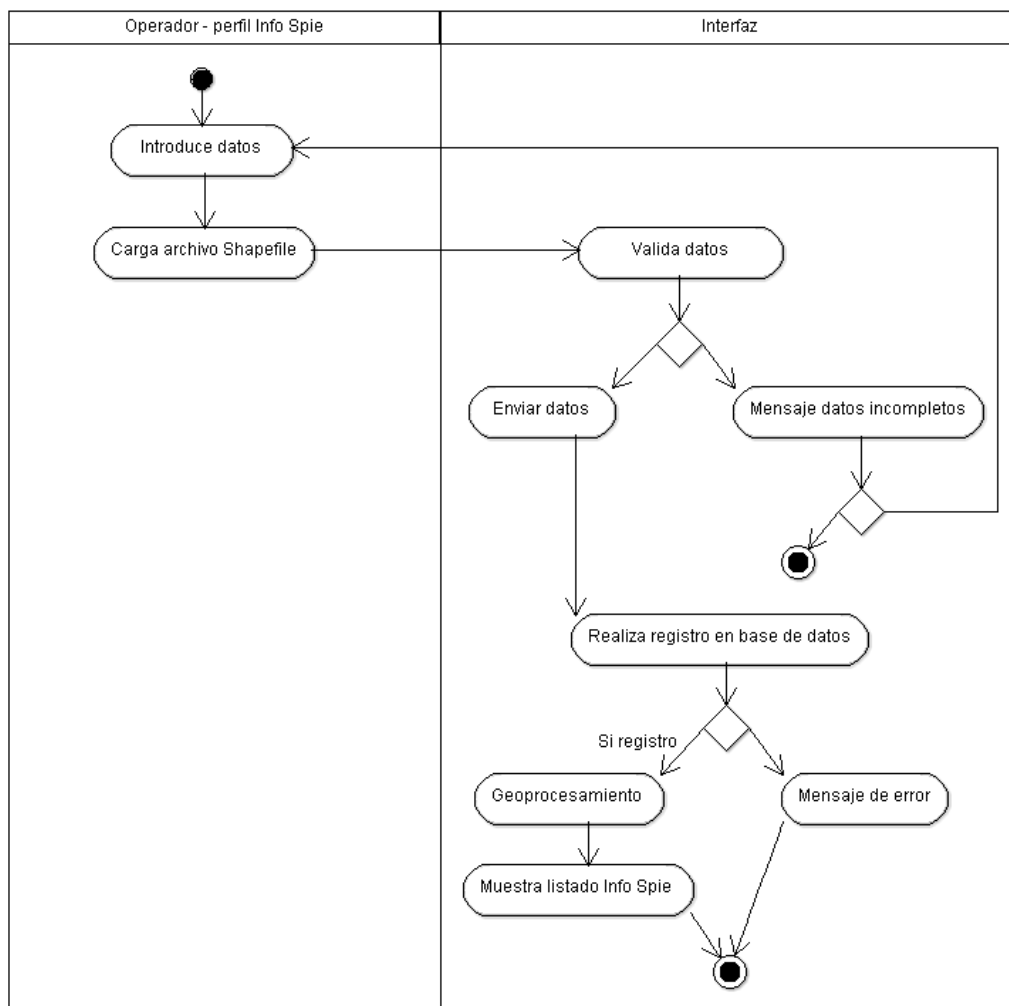 Operador - perfil Info Spie
Interfaz
Introduce datos
Carga archivo Shapefile
Valida datos
Enviar datos
Mensaje datos incompletos
Realiza registro en base de datos
Si registro
Geoprocesamiento
Mensaje de error
Muestra listado Info Spie